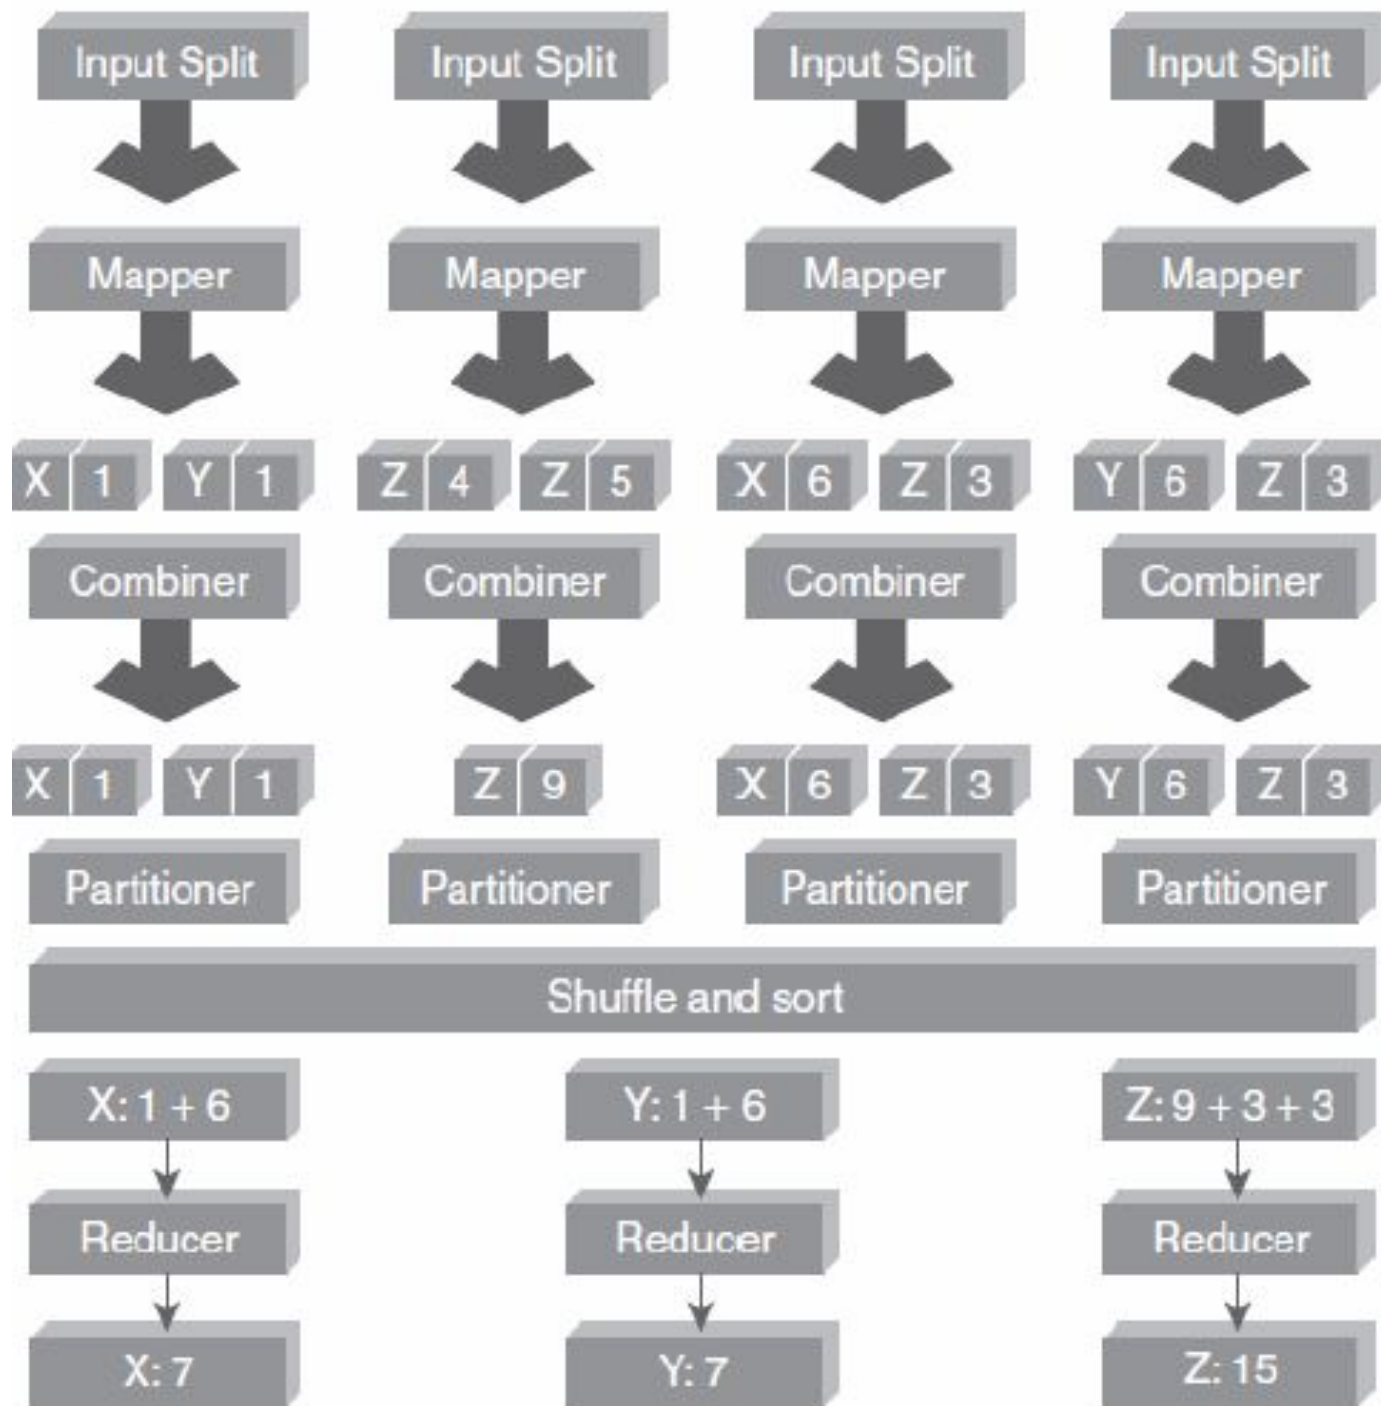 Input Split Input Split Input Split Input Split
Mapper Mapper Mapper Mapper
X 1 Y 1 Z 4 Z 5 X 6 Z 3 Y 6 Z 3
Combiner Combiner Combiner Combiner
X 1 Y 1 Z 9 X 6 Z 3 Y 6 Z 3
Partitioner Partitioner Partitioner Partitioner
Shuffle and sort
X: 1 + 6 Y: 1 + 6 Z: 9 + 3 + 3
Reducer Reducer Reducer
X: 7 Y: 7 Z: 15